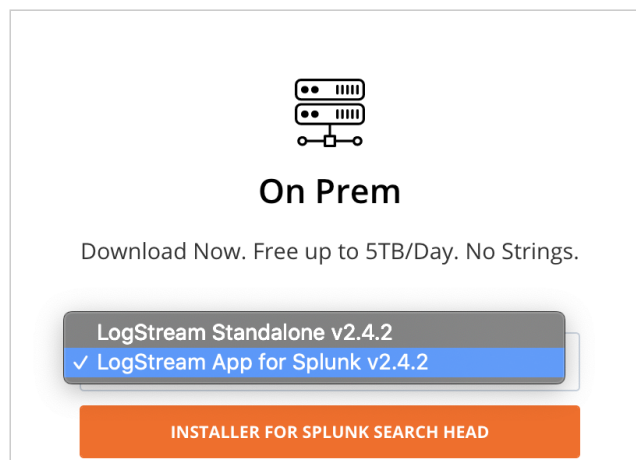 On Prem
Download Now. Free up to 5TB/Day. No Strings.
LogStream Standalone v2.4.2
✓ LogStream App for Splunk v2.4.2
INSTALLER FOR SPLUNK SEARCH HEAD